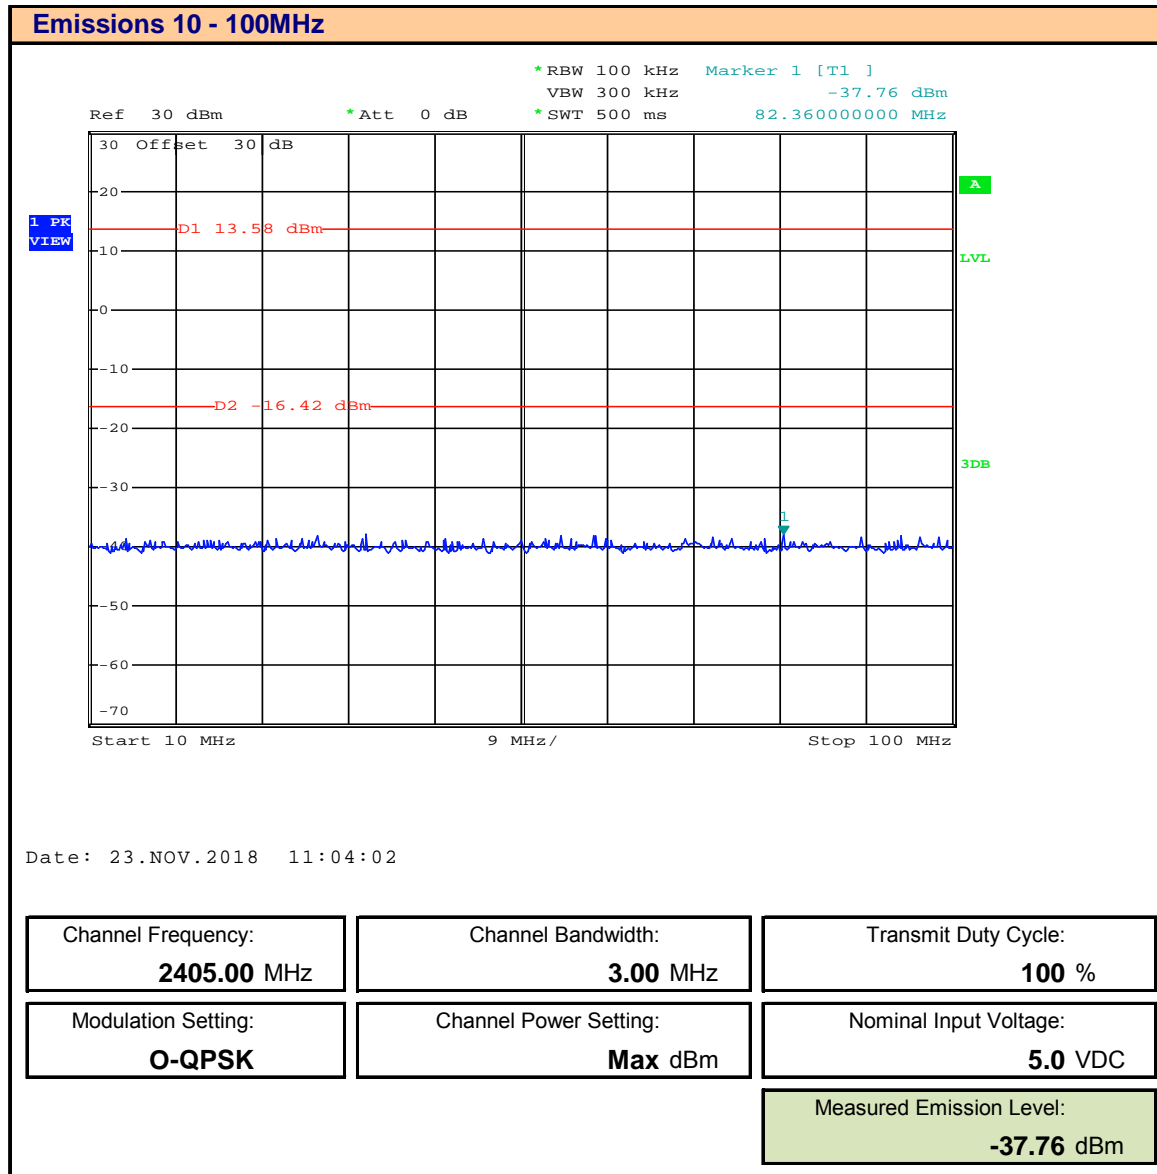 Emissions 10 - 100MHz
*RBW 100 kHz Marker 1 [T1 ]
VBW 300 kHz -37.76 dBm
Ref 30 dBm *Att 0 dB *SWT 500 ms 82.360000000 MHz
30 Offset 30 dB
20
A
1 PK
VIEW
D1 13.58 dBm
10
LVL
0
-10
D2 -16.42 dBm
-20
3DB
-30
1
-40
-50
-60
-70
Start 10 MHz 9 MHz/ Stop 100 MHz
Date: 23.NOV.2018 11:04:02
Channel Frequency: Channel Bandwidth: Transmit Duty Cycle:
2405.00 MHz 3.00 MHz 100 %
Modulation Setting: Channel Power Setting: Nominal Input Voltage:
O-QPSK Max dBm 5.0 VDC
Measured Emission Level:
-37.76 dBm